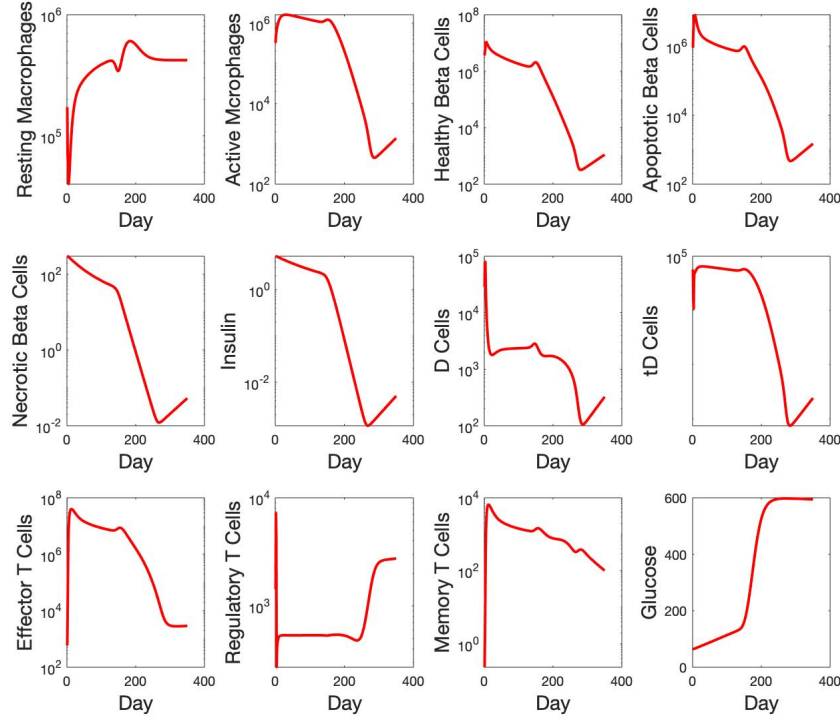 Resting Macrophages
10^6
10^5
0 200 400
Day
Active Mcrophages
10^6
10^4
10^2
0 200 400
Day
Healthy Beta Cells
10^8
10^6
10^4
10^2
0 200 400
Day
Apoptotic Beta Cells
10^6
10^4
10^2
0 200 400
Day
Necrotic Beta Cells
10^2
10^0
10^-2
0 200 400
Day
Insulin
10^0
10^-2
0 200 400
Day
D Cells
10^5
10^4
10^3
10^2
0 200 400
Day
tD Cells
10^5
0 200 400
Day
Effector T Cells
10^8
10^6
10^4
10^2
0 200 400
Day
Regulatory T Cells
10^4
10^3
0 200 400
Day
Memory T Cells
10^4
10^2
10^0
0 200 400
Day
Glucose
600
400
200
0
0 200 400
Day